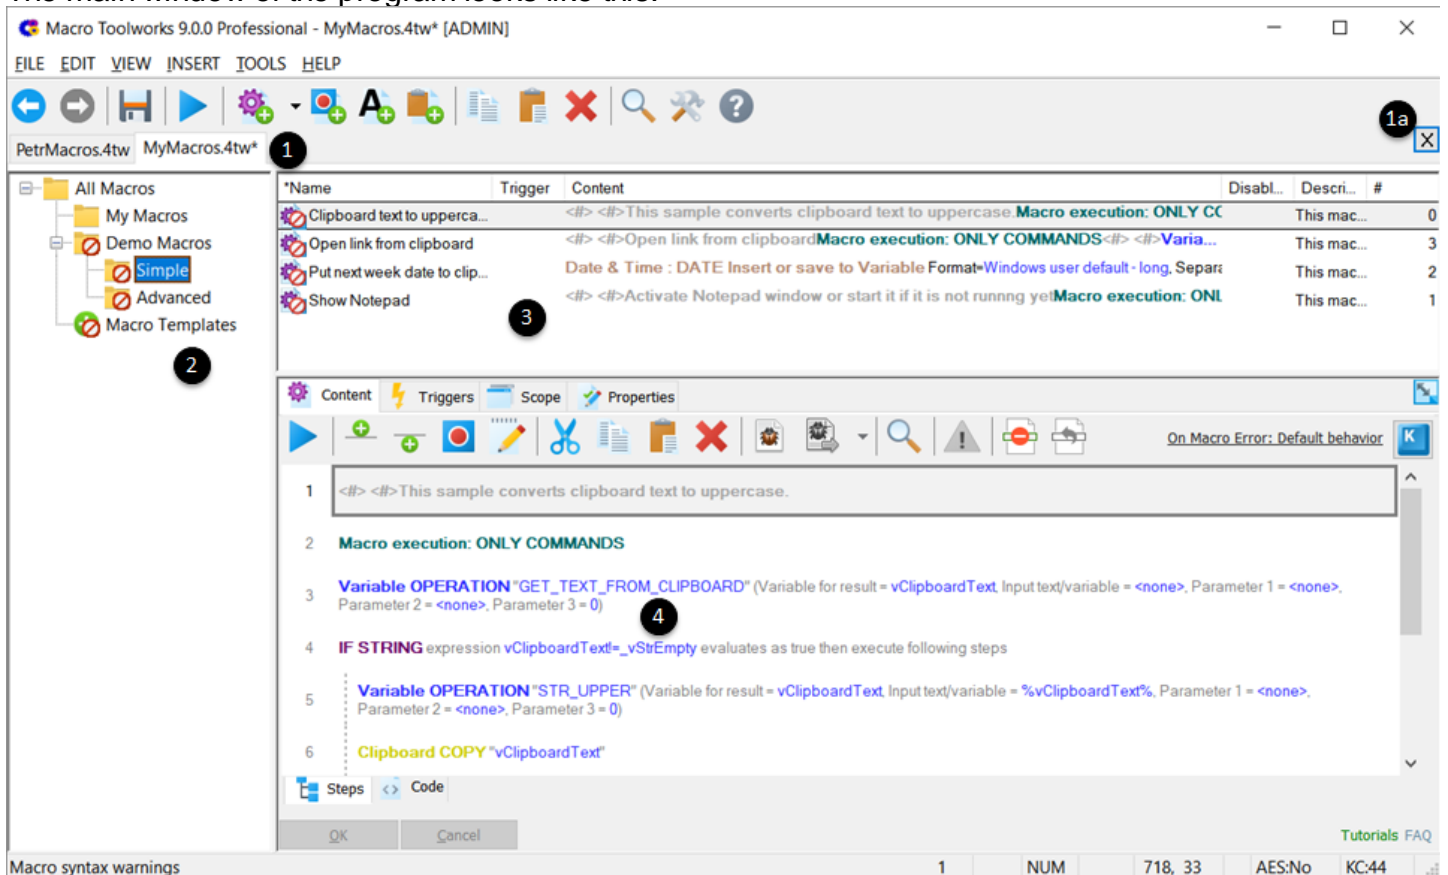 The main window of the program looks like this:
Macro Toolworks 9.0.0 Professional - MyMacros.4tw* [ADMIN]
FILE EDIT VIEW INSERT TOOLS HELP
1a
X
PetrMacros.4tw MyMacros.4tw* 1
All Macros
My Macros
Demo Macros
Simple
Advanced
Macro Templates
2
*Name Trigger Content Disabl... Descri... #
Clipboard text to upperca... <#> <#>This sample converts clipboard text to uppercase.Macro execution: ONLY CC This mac... 0
Open link from clipboard <#> <#>Open link from clipboardMacro execution: ONLY COMMANDS<#> <#>Varia... This mac... 3
Put next week date to clip... Date & Time : DATE Insert or save to Variable Format=Windows user default - long, Separa This mac... 2
Show Notepad <#> <#>Activate Notepad window or start it if it is not runnng yetMacro execution: ONL This mac... 1
3
Content Triggers Scope Properties
On Macro Error: Default behavior K
1 <#> <#>This sample converts clipboard text to uppercase.
2 Macro execution: ONLY COMMANDS
3 Variable OPERATION "GET_TEXT_FROM_CLIPBOARD" (Variable for result = vClipboardText, Input text/variable = <none>, Parameter 1 = <none>,
Parameter 2 = <none>, Parameter 3 = 0)
4
4 IF STRING expression vClipboardText!=_vStrEmpty evaluates as true then execute following steps
5 Variable OPERATION "STR_UPPER" (Variable for result = vClipboardText, Input text/variable = %vClipboardText%, Parameter 1 = <none>,
Parameter 2 = <none>, Parameter 3 = 0)
6 Clipboard COPY "vClipboardText"
Steps Code
OK Cancel
Tutorials FAQ
Macro syntax warnings 1 NUM 718, 33 AES:No KC:44